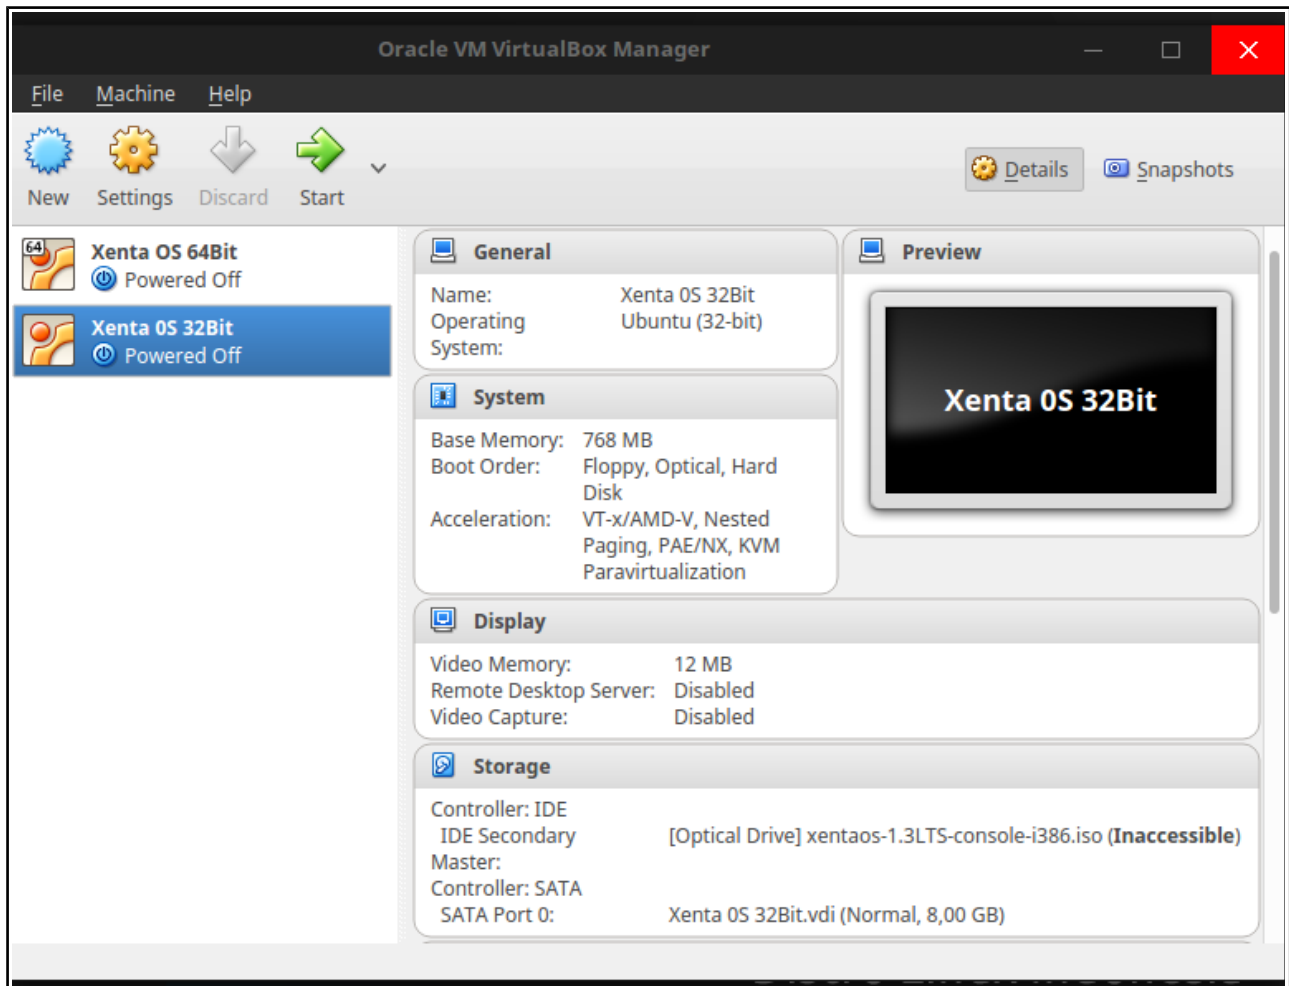 Oracle VM VirtualBox Manager
File Machine Help
New Settings Discard Start
Details Snapshots
64
Xenta OS 64Bit
Powered Off
Xenta 0S 32Bit
Powered Off
General
Name: Xenta 0S 32Bit
Operating Ubuntu (32-bit)
System:
System
Base Memory: 768 MB
Boot Order: Floppy, Optical, Hard
Disk
Acceleration: VT-x/AMD-V, Nested
Paging, PAE/NX, KVM
Paravirtualization
Preview
Xenta 0S 32Bit
Display
Video Memory: 12 MB
Remote Desktop Server: Disabled
Video Capture: Disabled
Storage
Controller: IDE
IDE Secondary [Optical Drive] xentaos-1.3LTS-console-i386.iso (Inaccessible)
Master:
Controller: SATA
SATA Port 0: Xenta 0S 32Bit.vdi (Normal, 8,00 GB)